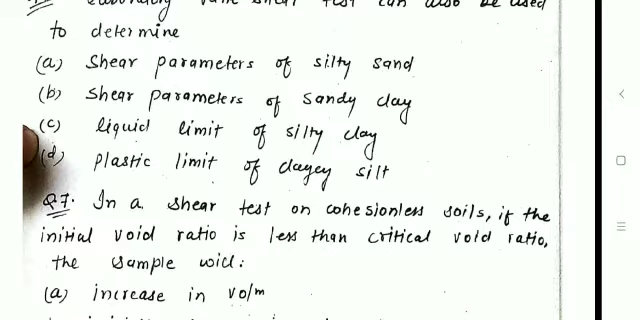 to determine
(a) Shear parameters of silty sand
(b) Shear parameters of sandy clay
(c) liquid limit of silty clay
(d) plastic limit of clayey silt
Q7. In a shear test on cohesionless soils, if the
initial void ratio is less than critical void ratio,
the sample will:
(a) increase in vol m